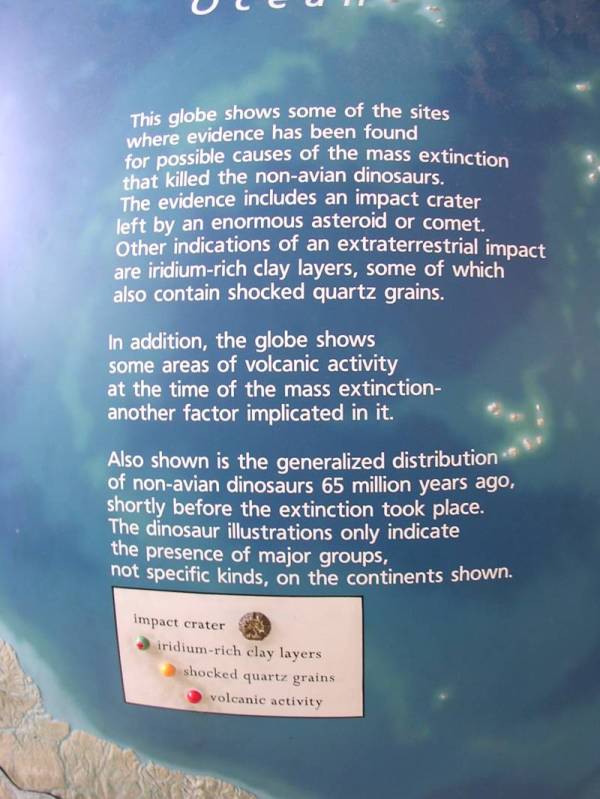 Ocean
This globe shows some of the sites
where evidence has been found
for possible causes of the mass extinction
that killed the non-avian dinosaurs.
The evidence includes an impact crater
left by an enormous asteroid or comet.
Other indications of an extraterrestrial impact
are iridium-rich clay layers, some of which
also contain shocked quartz grains.
In addition, the globe shows
some areas of volcanic activity
at the time of the mass extinction-
another factor implicated in it.
Also shown is the generalized distribution
of non-avian dinosaurs 65 million years ago,
shortly before the extinction took place.
The dinosaur illustrations only indicate
the presence of major groups,
not specific kinds, on the continents shown.
impact crater
iridium-rich clay layers
shocked quartz grains
volcanic activity